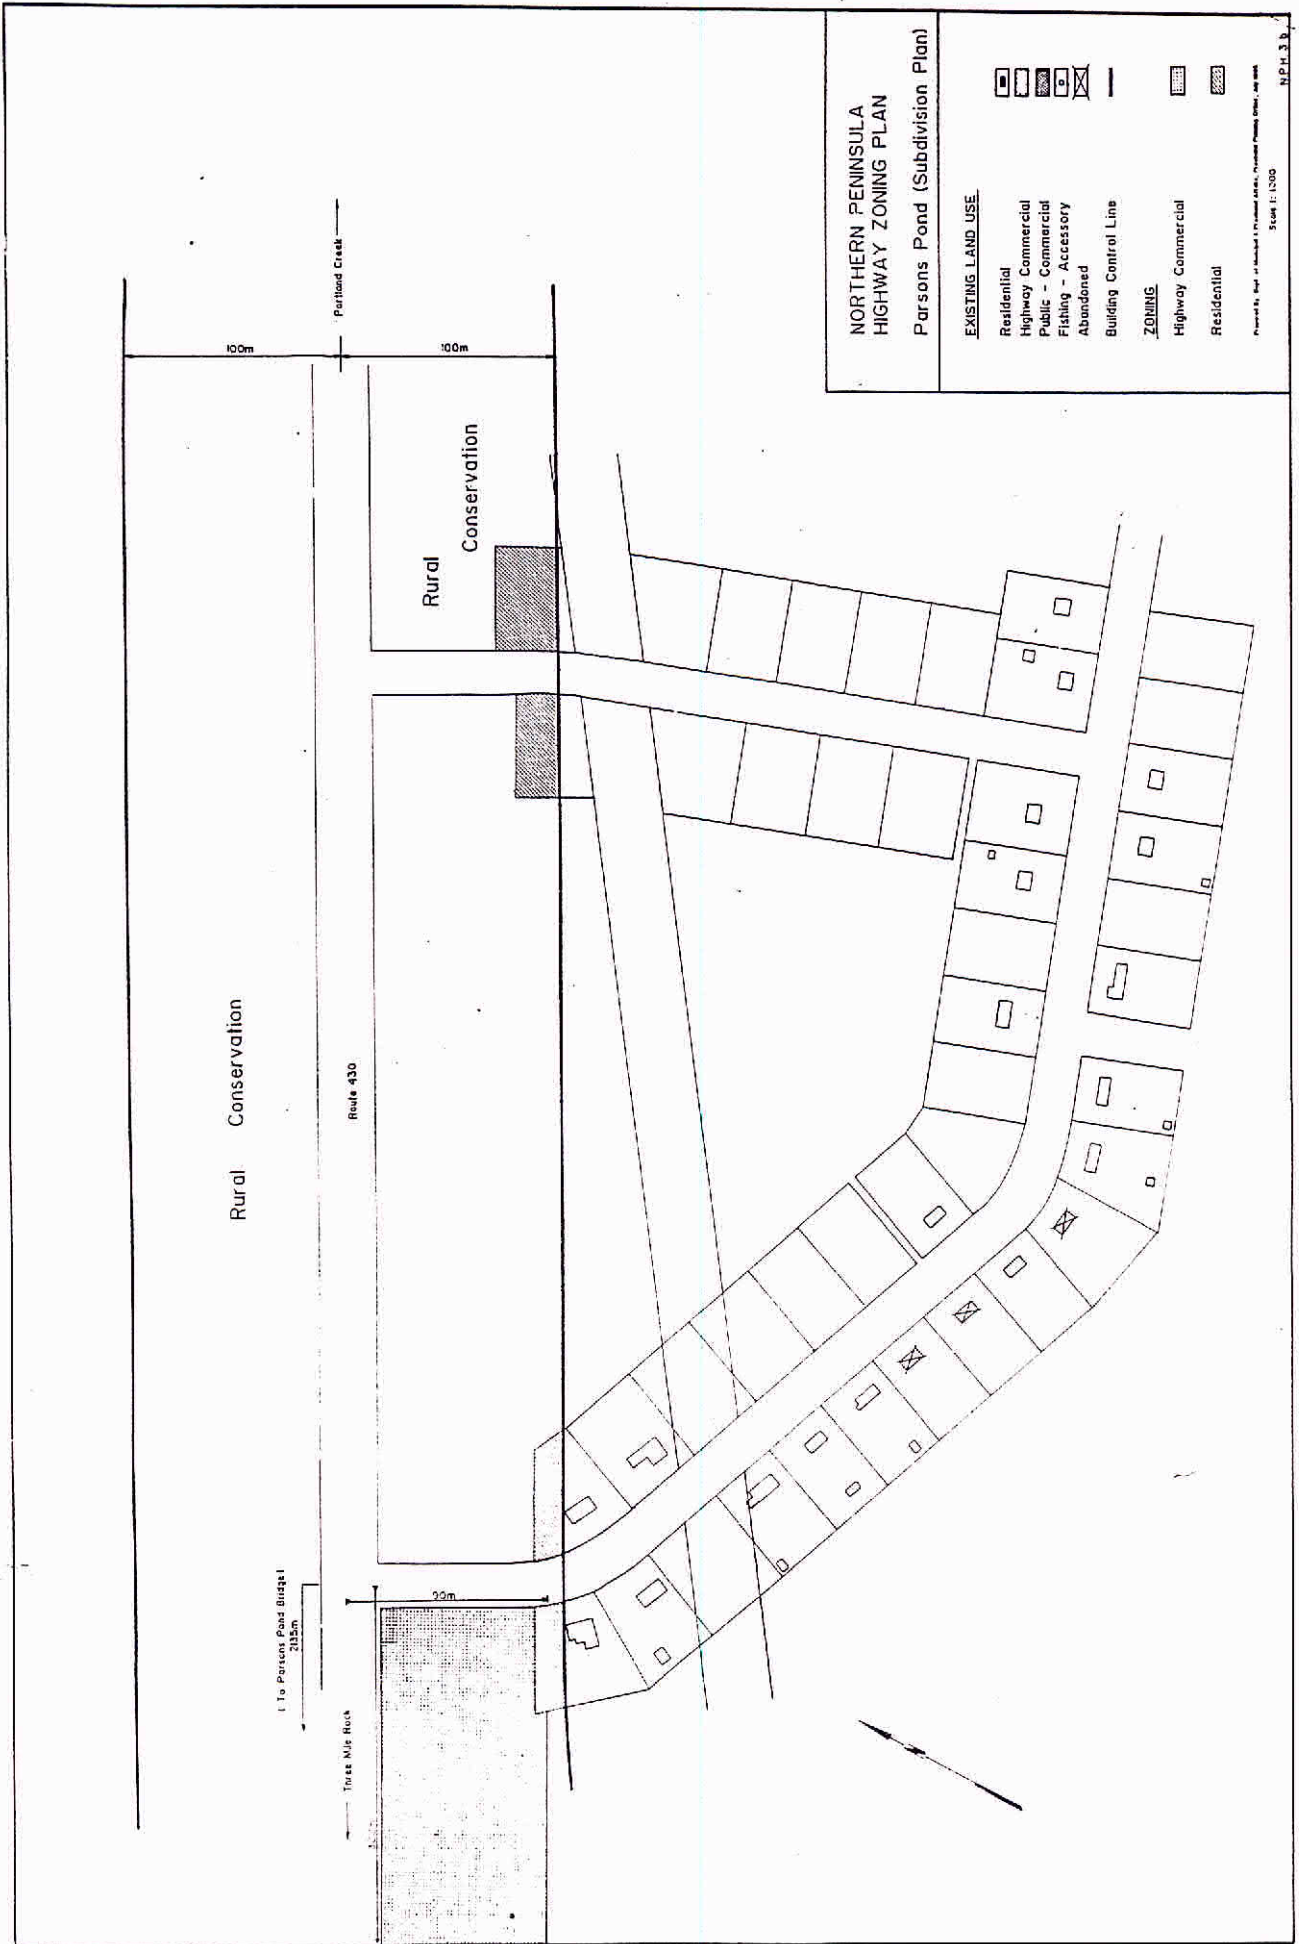 NORTHERN PENINSULA
HIGHWAY ZONING PLAN
Parsons Pond (Subdivision Plan)
EXISTING LAND USE
Residential
Highway Commercial
Public - Commercial
Fishing - Accessory
Abandoned
Building Control Line
ZONING
Highway Commercial
Residential
Scale 1:
NPH 3 b
Rural Conservation
Rural
Conservation
Route 430
Portland Creek
100m
100m
( To Parsons Pond Bridge)
2135m
Three Mile Rock
90m